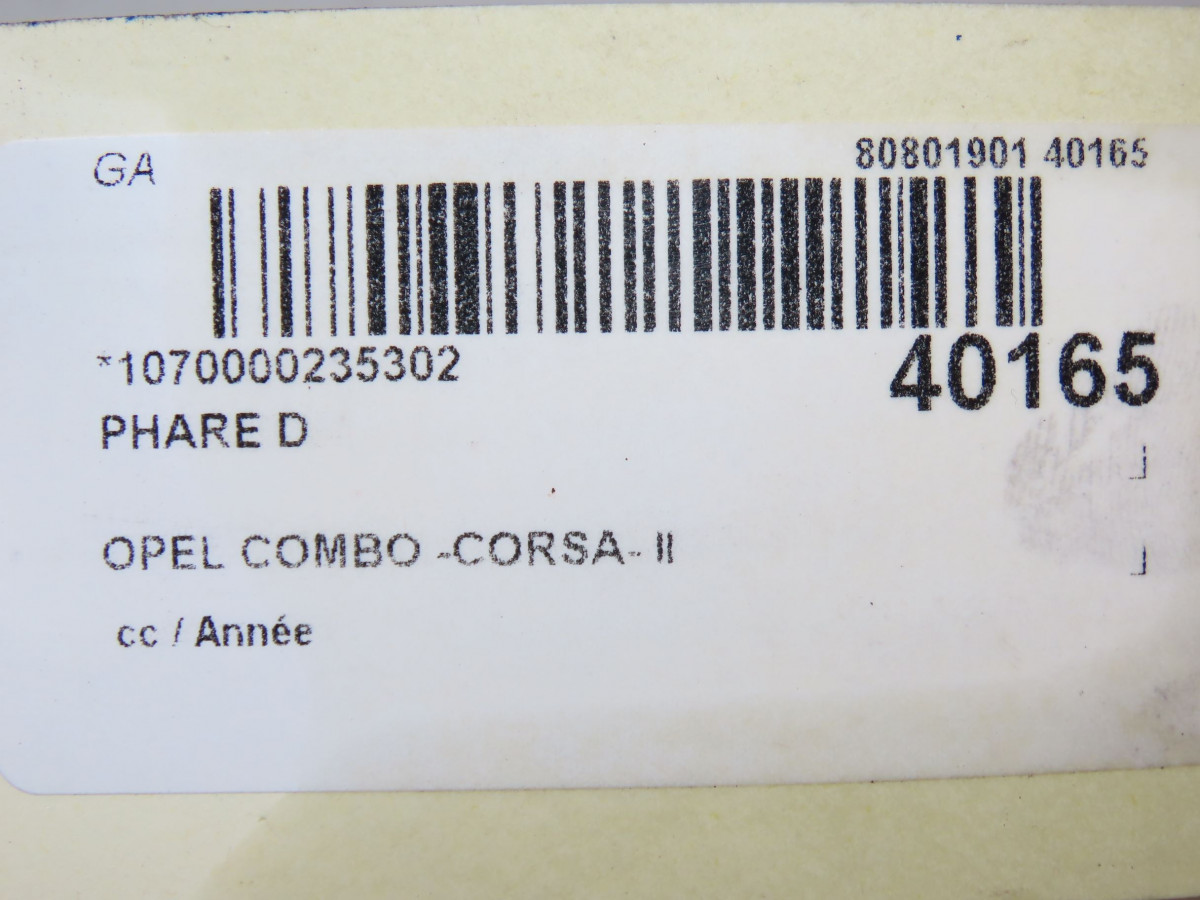 GA
80801901 40165
*1070000235302
40165
PHARE D
OPEL COMBO -CORSA- II
cc / Année